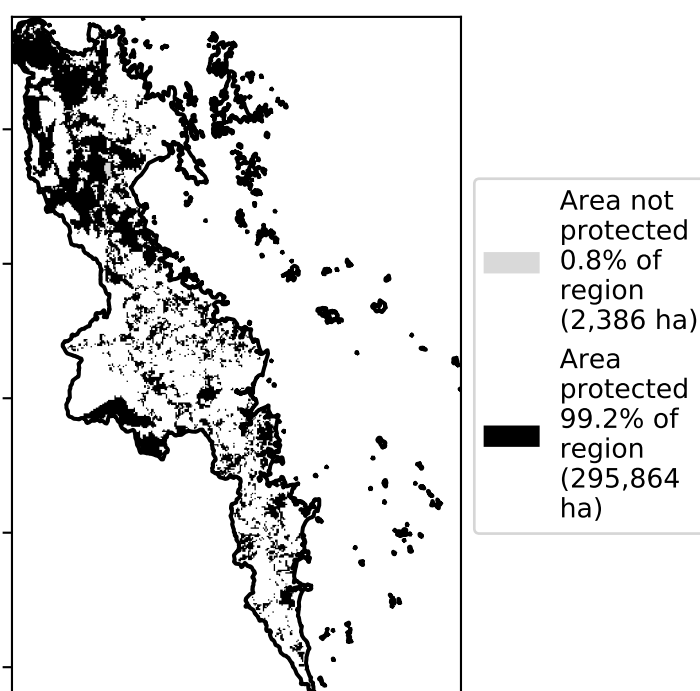 Area not
protected
0.8% of
region
(2,386 ha)
Area
protected
99.2% of
region
(295,864
ha)